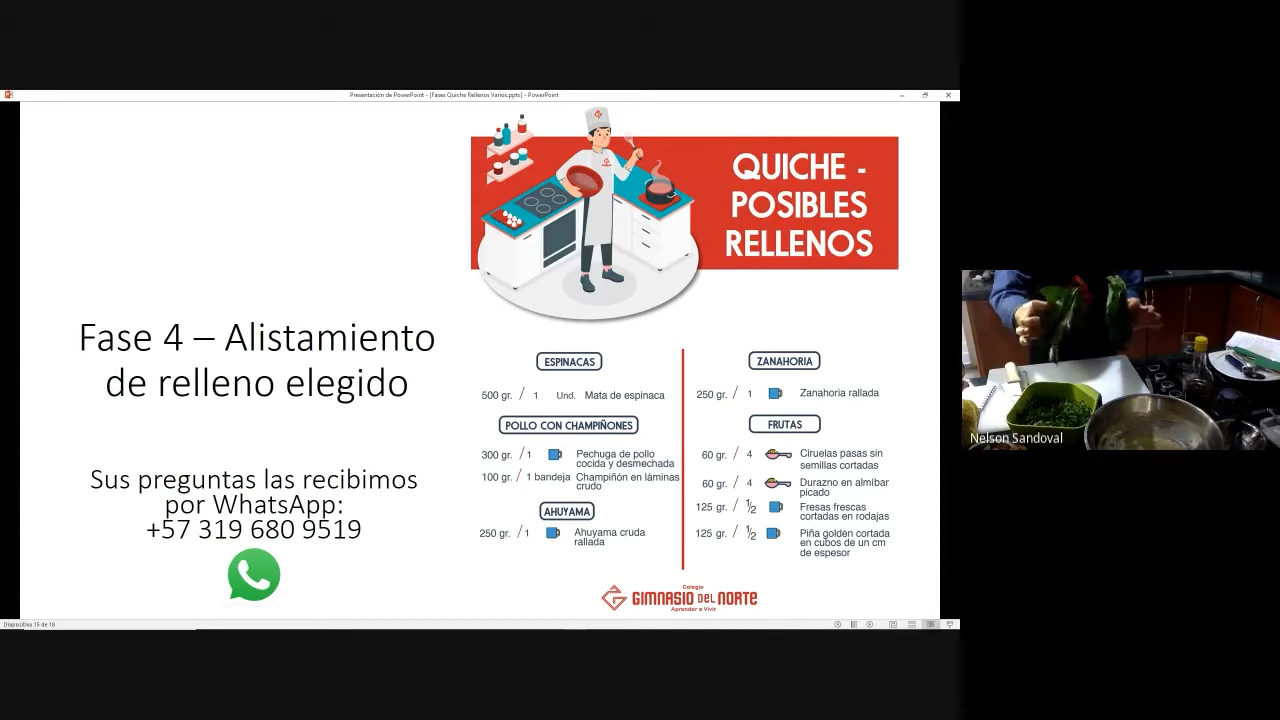 Presentación de PowerPoint - [Fases Quiche Rellenos Varios.pptx] - PowerPoint
QUICHE -
POSIBLES
RELLENOS
Fase 4 – Alistamiento
de relleno elegido
Sus preguntas las recibimos
por WhatsApp:
+57 319 680 9519
ESPINACAS
500 gr. / 1 Und. Mata de espinaca
POLLO CON CHAMPIÑONES
300 gr. / 1 Pechuga de pollo
cocida y desmechada
100 gr. / 1 bandeja Champiñón en láminas
crudo
AHUYAMA
250 gr. / 1 Ahuyama cruda
rallada
ZANAHORIA
250 gr. / 1 Zanahoria rallada
FRUTAS
60 gr. / 4 Ciruelas pasas sin
semillas cortadas
60 gr. / 4 Durazno en almíbar
picado
125 gr. / 1/2 Fresas frescas
cortadas en rodajas
125 gr. / 1/2 Piña golden cortada
en cubos de un cm
de espesor
Colegio
GIMNASIO DEL NORTE
Aprender a Vivir
Diapositiva 15 de 18
Nelson Sandoval